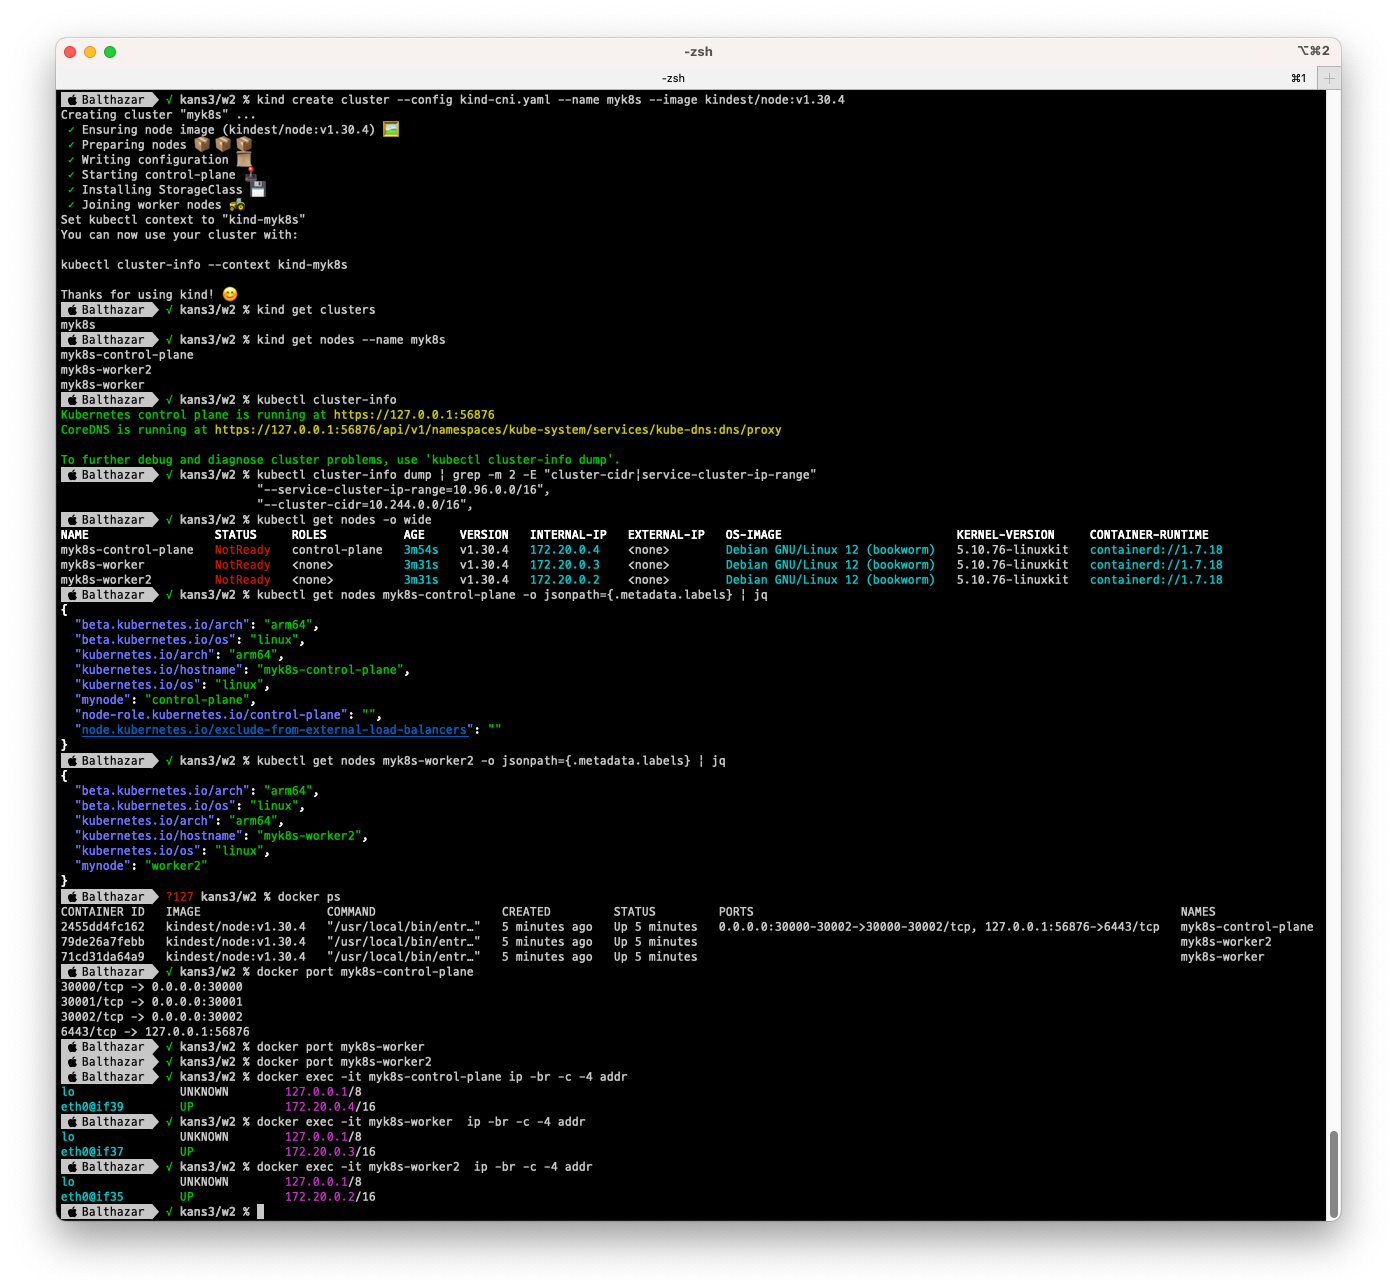 -zsh
⌥⌘2
-zsh
⌘1
Balthazar √ kans3/w2 % kind create cluster --config kind-cni.yaml --name myk8s --image kindest/node:v1.30.4
Creating cluster "myk8s" ...
✓ Ensuring node image (kindest/node:v1.30.4) 🖼
✓ Preparing nodes 📦 📦 📦
✓ Writing configuration 📜
✓ Starting control-plane 🕹
✓ Installing StorageClass 💾
✓ Joining worker nodes 🚜
Set kubectl context to "kind-myk8s"
You can now use your cluster with:
kubectl cluster-info --context kind-myk8s
Thanks for using kind! 😊
Balthazar √ kans3/w2 % kind get clusters
myk8s
Balthazar √ kans3/w2 % kind get nodes --name myk8s
myk8s-control-plane
myk8s-worker2
myk8s-worker
Balthazar √ kans3/w2 % kubectl cluster-info
Kubernetes control plane is running at https://127.0.0.1:56876
CoreDNS is running at https://127.0.0.1:56876/api/v1/namespaces/kube-system/services/kube-dns:dns/proxy
To further debug and diagnose cluster problems, use 'kubectl cluster-info dump'.
Balthazar √ kans3/w2 % kubectl cluster-info dump | grep -m 2 -E "cluster-cidr|service-cluster-ip-range"
"--service-cluster-ip-range=10.96.0.0/16",
"--cluster-cidr=10.244.0.0/16",
Balthazar √ kans3/w2 % kubectl get nodes -o wide
NAME STATUS ROLES AGE VERSION INTERNAL-IP EXTERNAL-IP OS-IMAGE KERNEL-VERSION CONTAINER-RUNTIME
myk8s-control-plane NotReady control-plane 3m54s v1.30.4 172.20.0.4 <none> Debian GNU/Linux 12 (bookworm) 5.10.76-linuxkit containerd://1.7.18
myk8s-worker NotReady <none> 3m31s v1.30.4 172.20.0.3 <none> Debian GNU/Linux 12 (bookworm) 5.10.76-linuxkit containerd://1.7.18
myk8s-worker2 NotReady <none> 3m31s v1.30.4 172.20.0.2 <none> Debian GNU/Linux 12 (bookworm) 5.10.76-linuxkit containerd://1.7.18
Balthazar √ kans3/w2 % kubectl get nodes myk8s-control-plane -o jsonpath={.metadata.labels} | jq
{
"beta.kubernetes.io/arch": "arm64",
"beta.kubernetes.io/os": "linux",
"kubernetes.io/arch": "arm64",
"kubernetes.io/hostname": "myk8s-control-plane",
"kubernetes.io/os": "linux",
"mynode": "control-plane",
"node-role.kubernetes.io/control-plane": "",
"node.kubernetes.io/exclude-from-external-load-balancers": ""
}
Balthazar √ kans3/w2 % kubectl get nodes myk8s-worker2 -o jsonpath={.metadata.labels} | jq
{
"beta.kubernetes.io/arch": "arm64",
"beta.kubernetes.io/os": "linux",
"kubernetes.io/arch": "arm64",
"kubernetes.io/hostname": "myk8s-worker2",
"kubernetes.io/os": "linux",
"mynode": "worker2"
}
Balthazar ?127 kans3/w2 % docker ps
CONTAINER ID IMAGE COMMAND CREATED STATUS PORTS NAMES
2455dd4fc162 kindest/node:v1.30.4 "/usr/local/bin/entr…" 5 minutes ago Up 5 minutes 0.0.0.0:30000-30002->30000-30002/tcp, 127.0.0.1:56876->6443/tcp myk8s-control-plane
79de26a7febb kindest/node:v1.30.4 "/usr/local/bin/entr…" 5 minutes ago Up 5 minutes myk8s-worker2
71cd31da64a9 kindest/node:v1.30.4 "/usr/local/bin/entr…" 5 minutes ago Up 5 minutes myk8s-worker
Balthazar √ kans3/w2 % docker port myk8s-control-plane
30000/tcp -> 0.0.0.0:30000
30001/tcp -> 0.0.0.0:30001
30002/tcp -> 0.0.0.0:30002
6443/tcp -> 127.0.0.1:56876
Balthazar √ kans3/w2 % docker port myk8s-worker
Balthazar √ kans3/w2 % docker port myk8s-worker2
Balthazar √ kans3/w2 % docker exec -it myk8s-control-plane ip -br -c -4 addr
lo UNKNOWN 127.0.0.1/8
eth0@if39 UP 172.20.0.4/16
Balthazar √ kans3/w2 % docker exec -it myk8s-worker  ip -br -c -4 addr
lo UNKNOWN 127.0.0.1/8
eth0@if37 UP 172.20.0.3/16
Balthazar √ kans3/w2 % docker exec -it myk8s-worker2  ip -br -c -4 addr
lo UNKNOWN 127.0.0.1/8
eth0@if35 UP 172.20.0.2/16
Balthazar √ kans3/w2 %